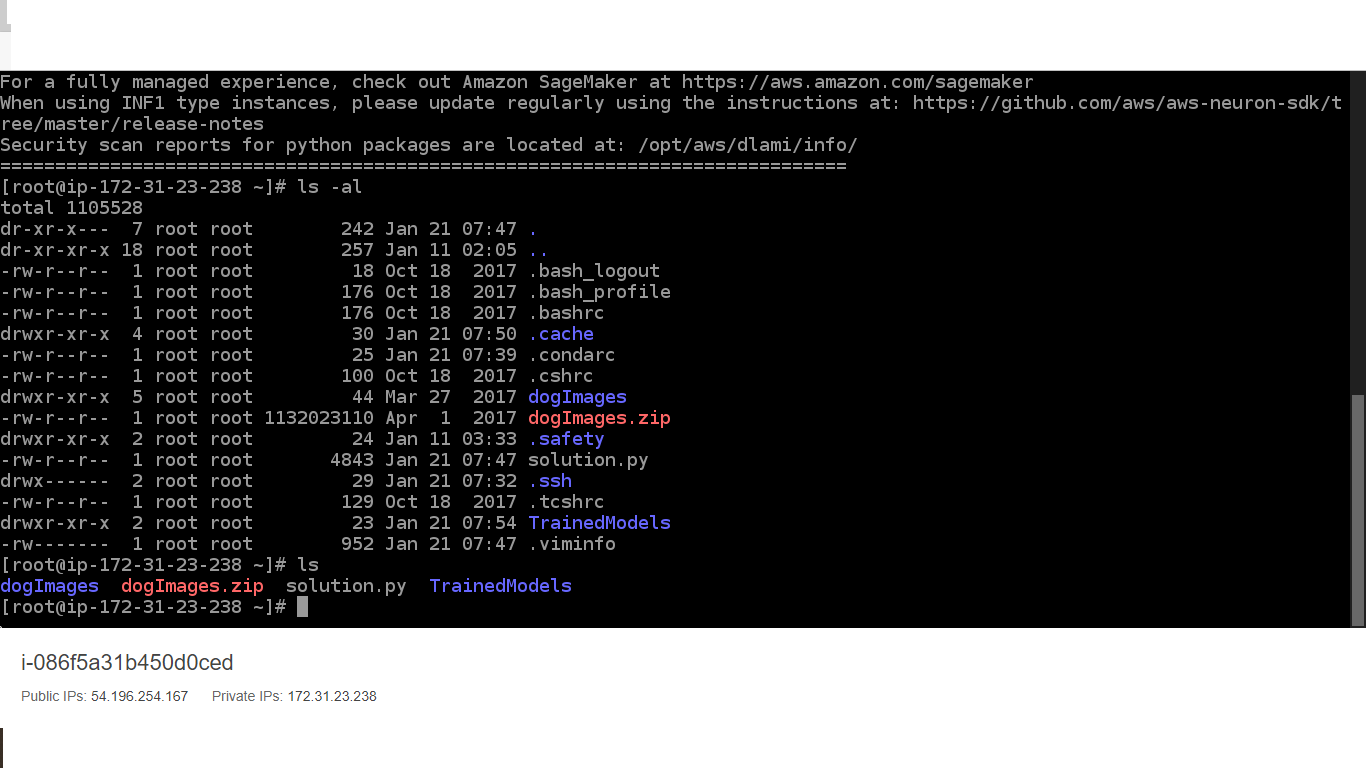 For a fully managed experience, check out Amazon SageMaker at https://aws.amazon.com/sagemaker
When using INF1 type instances, please update regularly using the instructions at: https://github.com/aws/aws-neuron-sdk/t
ree/master/release-notes
Security scan reports for python packages are located at: /opt/aws/dlami/info/
=============================================================================
[root@ip-172-31-23-238 ~]# ls -al
total 1105528
dr-xr-x---  7 root root        242 Jan 21 07:47 .
dr-xr-xr-x 18 root root        257 Jan 11 02:05 ..
-rw-r--r--  1 root root         18 Oct 18  2017 .bash_logout
-rw-r--r--  1 root root        176 Oct 18  2017 .bash_profile
-rw-r--r--  1 root root        176 Oct 18  2017 .bashrc
drwxr-xr-x  4 root root         30 Jan 21 07:50 .cache
-rw-r--r--  1 root root         25 Jan 21 07:39 .condarc
-rw-r--r--  1 root root        100 Oct 18  2017 .cshrc
drwxr-xr-x  5 root root         44 Mar 27  2017 dogImages
-rw-r--r--  1 root root 1132023110 Apr  1  2017 dogImages.zip
drwxr-xr-x  2 root root         24 Jan 11 03:33 .safety
-rw-r--r--  1 root root       4843 Jan 21 07:47 solution.py
drwx------  2 root root         29 Jan 21 07:32 .ssh
-rw-r--r--  1 root root        129 Oct 18  2017 .tcshrc
drwxr-xr-x  2 root root         23 Jan 21 07:54 TrainedModels
-rw-------  1 root root        952 Jan 21 07:47 .viminfo
[root@ip-172-31-23-238 ~]# ls
dogImages  dogImages.zip  solution.py  TrainedModels
[root@ip-172-31-23-238 ~]#
i-086f5a31b450d0ced
Public IPs: 54.196.254.167 Private IPs: 172.31.23.238